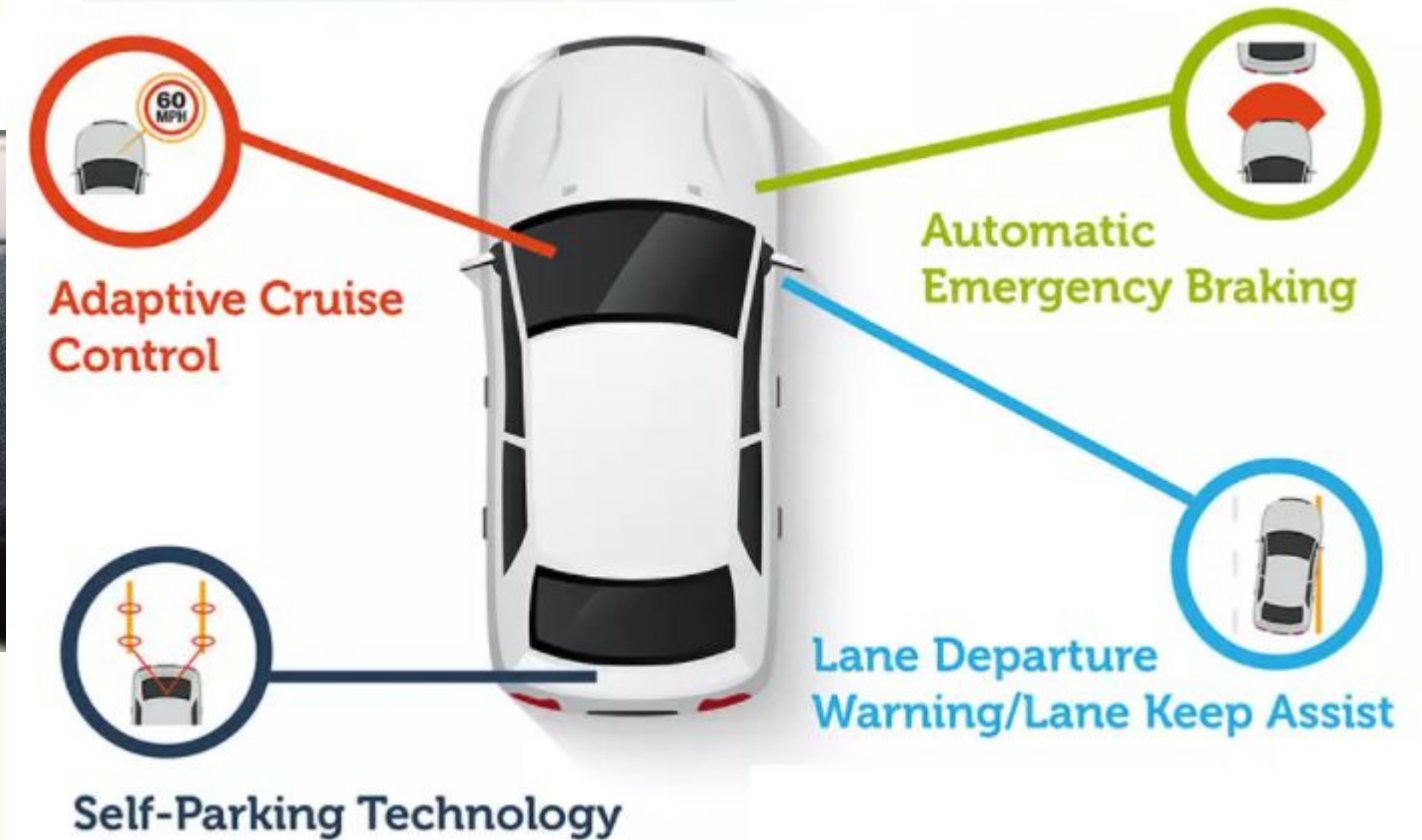 60
MPH
Adaptive Cruise
Control
Automatic
Emergency Braking
Lane Departure
Warning/Lane Keep Assist
Self-Parking Technology